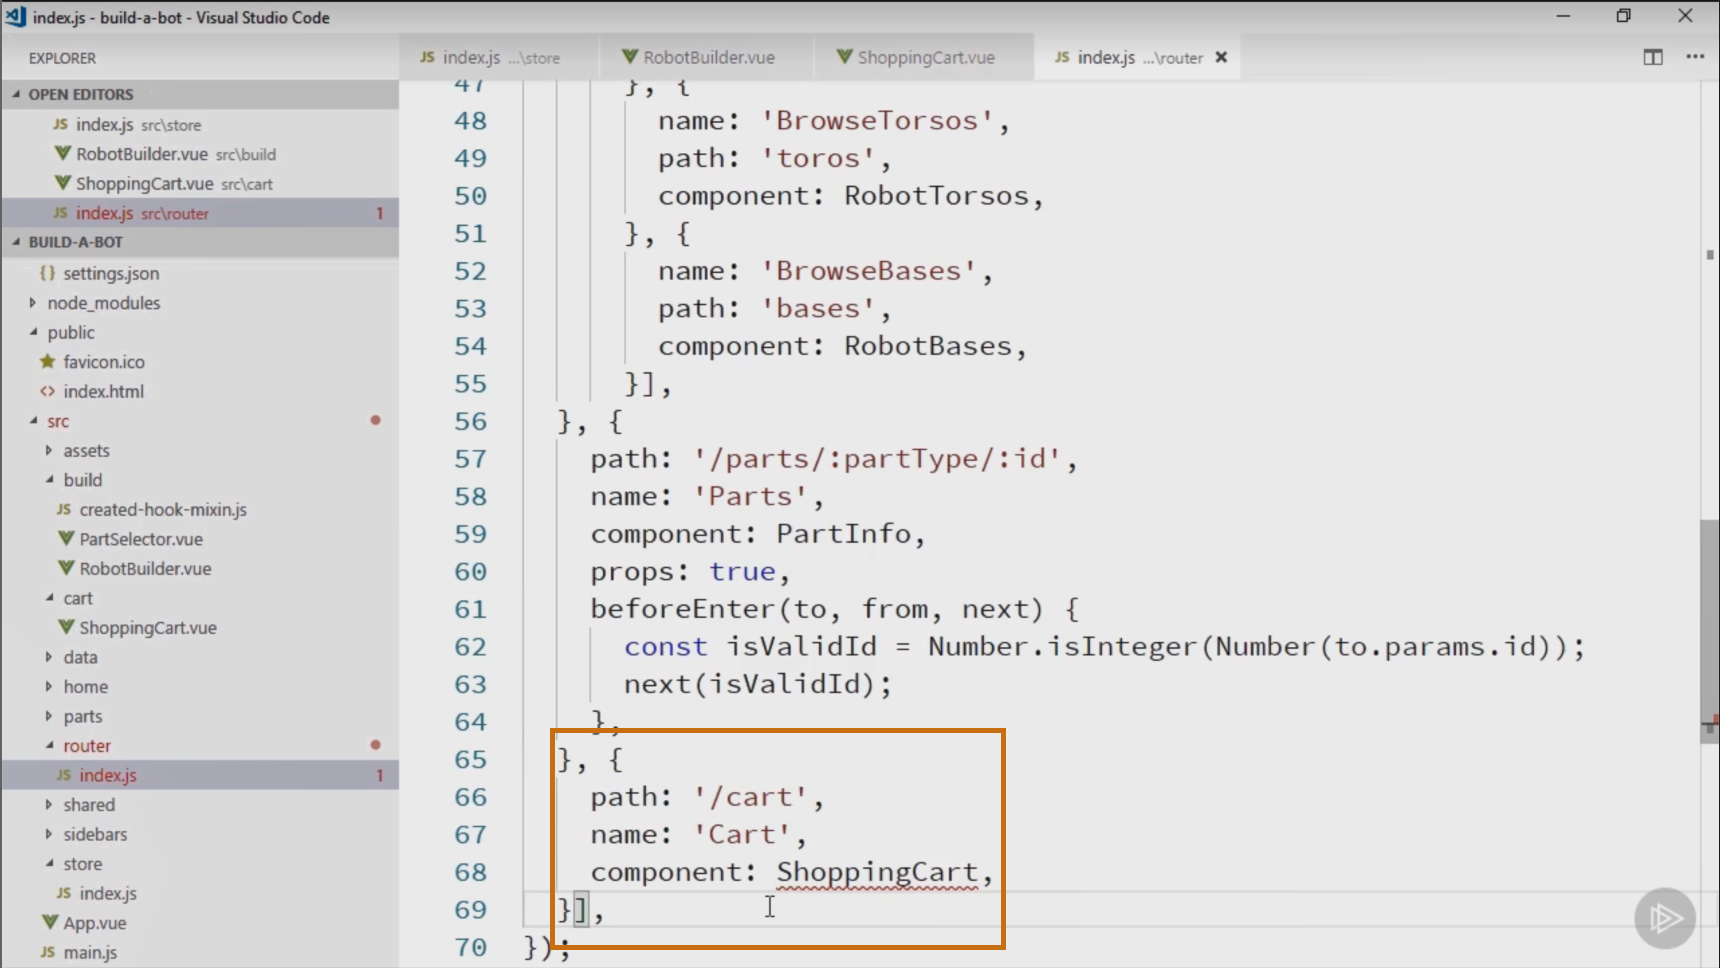 index.js - build-a-bot - Visual Studio Code
EXPLORER
OPEN EDITORS
JS index.js src\store
RobotBuilder.vue src\build
ShoppingCart.vue src\cart
JS index.js src\router 1
BUILD-A-BOT
{} settings.json
node_modules
public
favicon.ico
<> index.html
src
assets
build
JS created-hook-mixin.js
PartSelector.vue
RobotBuilder.vue
cart
ShoppingCart.vue
data
home
parts
router
JS index.js 1
shared
sidebars
store
JS index.js
App.vue
JS main.js
JS index.js ...\store
RobotBuilder.vue
ShoppingCart.vue
JS index.js ...\router
47 }, {
48 name: 'BrowseTorsos',
49 path: 'toros',
50 component: RobotTorsos,
51 }, {
52 name: 'BrowseBases',
53 path: 'bases',
54 component: RobotBases,
55 }],
56 }, {
57 path: '/parts/:partType/:id',
58 name: 'Parts',
59 component: PartInfo,
60 props: true,
61 beforeEnter(to, from, next) {
62 const isValidId = Number.isInteger(Number(to.params.id));
63 next(isValidId);
64 },
65 }, {
66 path: '/cart',
67 name: 'Cart',
68 component: ShoppingCart,
69 }],
70 });